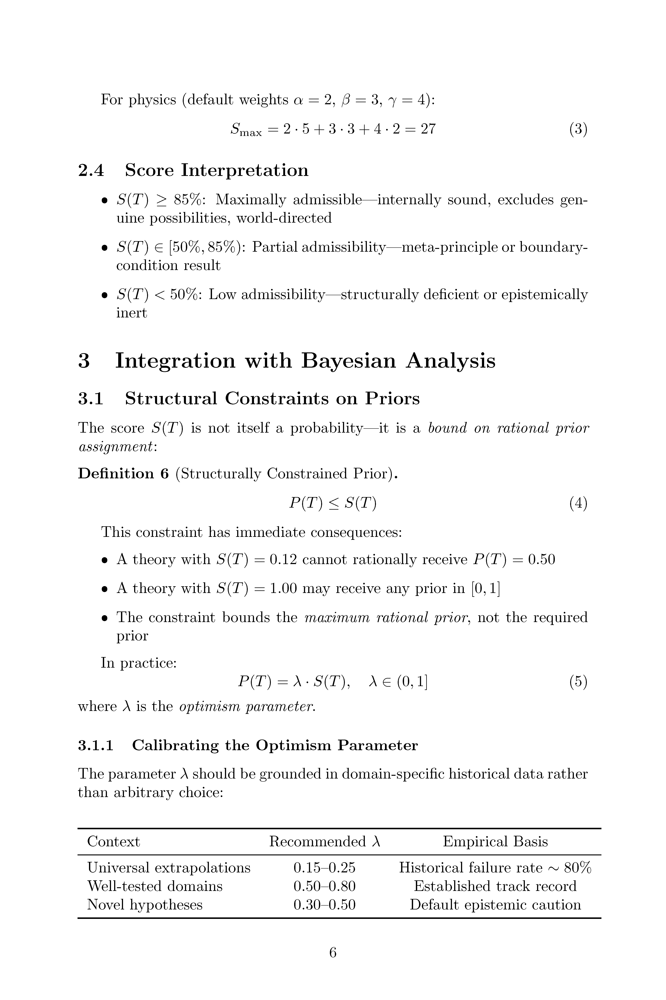 For physics (default weights α = 2, β = 3, γ = 4):
S_max = 2 · 5 + 3 · 3 + 4 · 2 = 27 (3)
2.4 Score Interpretation
• S(T) ≥ 85%: Maximally admissible—internally sound, excludes gen-
uine possibilities, world-directed
• S(T) ∈ [50%, 85%): Partial admissibility—meta-principle or boundary-
condition result
• S(T) < 50%: Low admissibility—structurally deficient or epistemically
inert
3 Integration with Bayesian Analysis
3.1 Structural Constraints on Priors
The score S(T) is not itself a probability—it is a bound on rational prior
assignment:
Definition 6 (Structurally Constrained Prior).
P(T) ≤ S(T) (4)
This constraint has immediate consequences:
• A theory with S(T) = 0.12 cannot rationally receive P(T) = 0.50
• A theory with S(T) = 1.00 may receive any prior in [0, 1]
• The constraint bounds the maximum rational prior, not the required
prior
In practice:
P(T) = λ · S(T), λ ∈ (0, 1] (5)
where λ is the optimism parameter.
3.1.1 Calibrating the Optimism Parameter
The parameter λ should be grounded in domain-specific historical data rather
than arbitrary choice:
Context Recommended λ Empirical Basis
Universal extrapolations 0.15–0.25 Historical failure rate ∼ 80%
Well-tested domains 0.50–0.80 Established track record
Novel hypotheses 0.30–0.50 Default epistemic caution
6